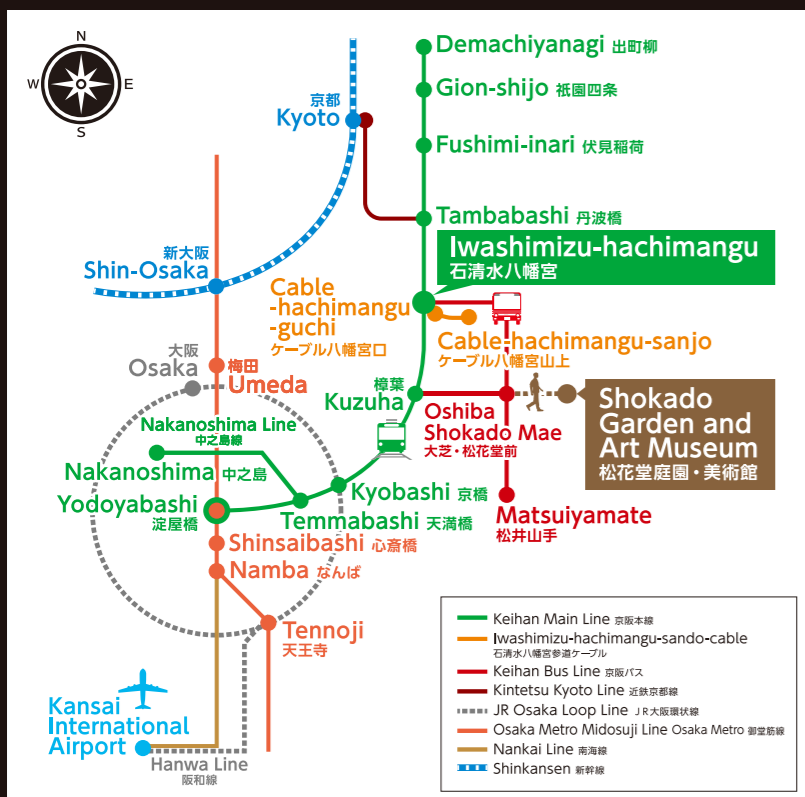 N
W
E
S
Demachiyanagi 出町柳
Gion-shijo 祇園四条
京都
Kyoto
Fushimi-inari 伏見稲荷
Tambabashi 丹波橋
Iwashimizu-hachimangu
石清水八幡宮
新大阪
Shin-Osaka
Cable
-hachimangu
-guchi
ケーブル八幡宮口
Cable-hachimangu-sanjo
ケーブル八幡宮山上
大阪
Osaka
梅田
Umeda
樟葉
Kuzuha
Oshiba
Shokado Mae
大芝・松花堂前
Shokado
Garden and
Art Museum
松花堂庭園・美術館
Nakanoshima Line
中之島線
Nakanoshima 中之島
Kyobashi 京橋
Yodoyabashi
淀屋橋
Temmabashi 天満橋
Matsuiyamate
松井山手
Shinsaibashi 心斎橋
Namba なんば
Tennoji
天王寺
Kansai
International
Airport
Hanwa Line
阪和線
Keihan Main Line 京阪本線
Iwashimizu-hachimangu-sando-cable
石清水八幡宮参道ケーブル
Keihan Bus Line 京阪バス
Kintetsu Kyoto Line 近鉄京都線
JR Osaka Loop Line JR大阪環状線
Osaka Metro Midosuji Line Osaka Metro 御堂筋線
Nankai Line 南海線
Shinkansen 新幹線